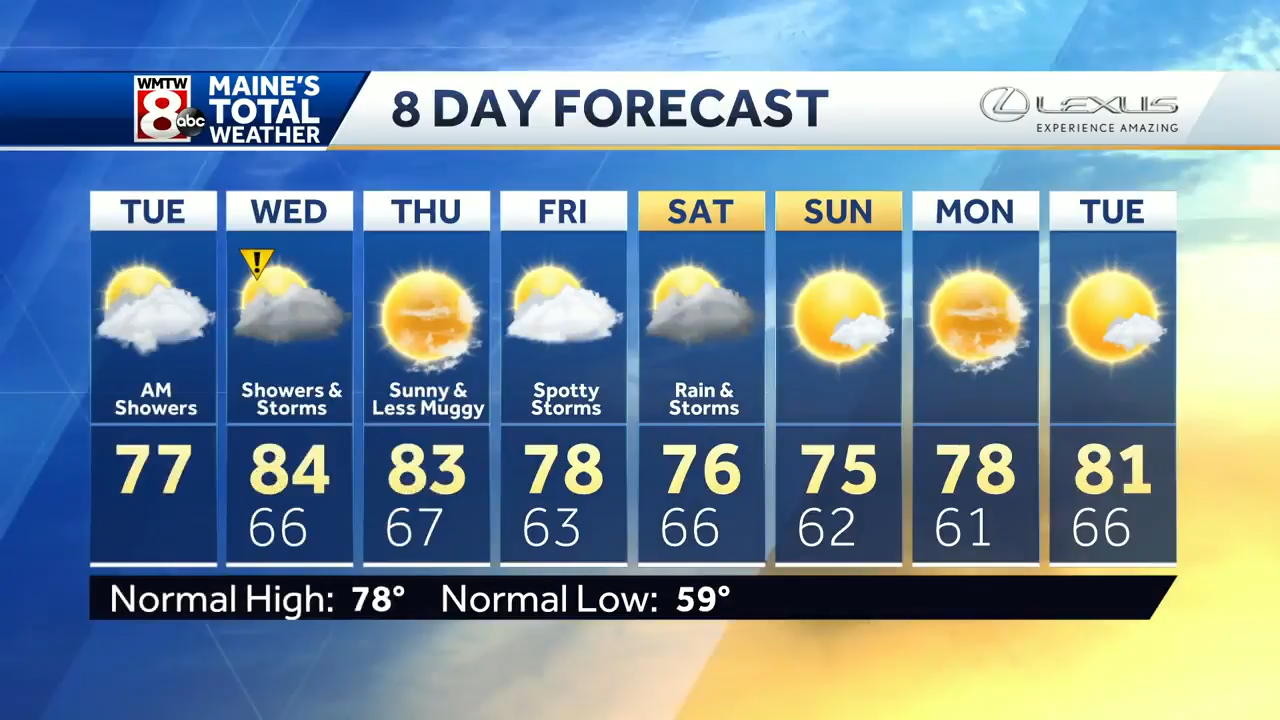 WMTW
8
abc
MAINE'S
TOTAL
WEATHER
8 DAY FORECAST
LEXUS
EXPERIENCE AMAZING
TUE WED THU FRI SAT SUN MON TUE
!
AM
Showers
Showers &
Storms
Sunny &
Less Muggy
Spotty
Storms
Rain &
Storms
77 84 83 78 76 75 78 81
66 67 63 66 62 61 66
Normal High: 78° Normal Low: 59°